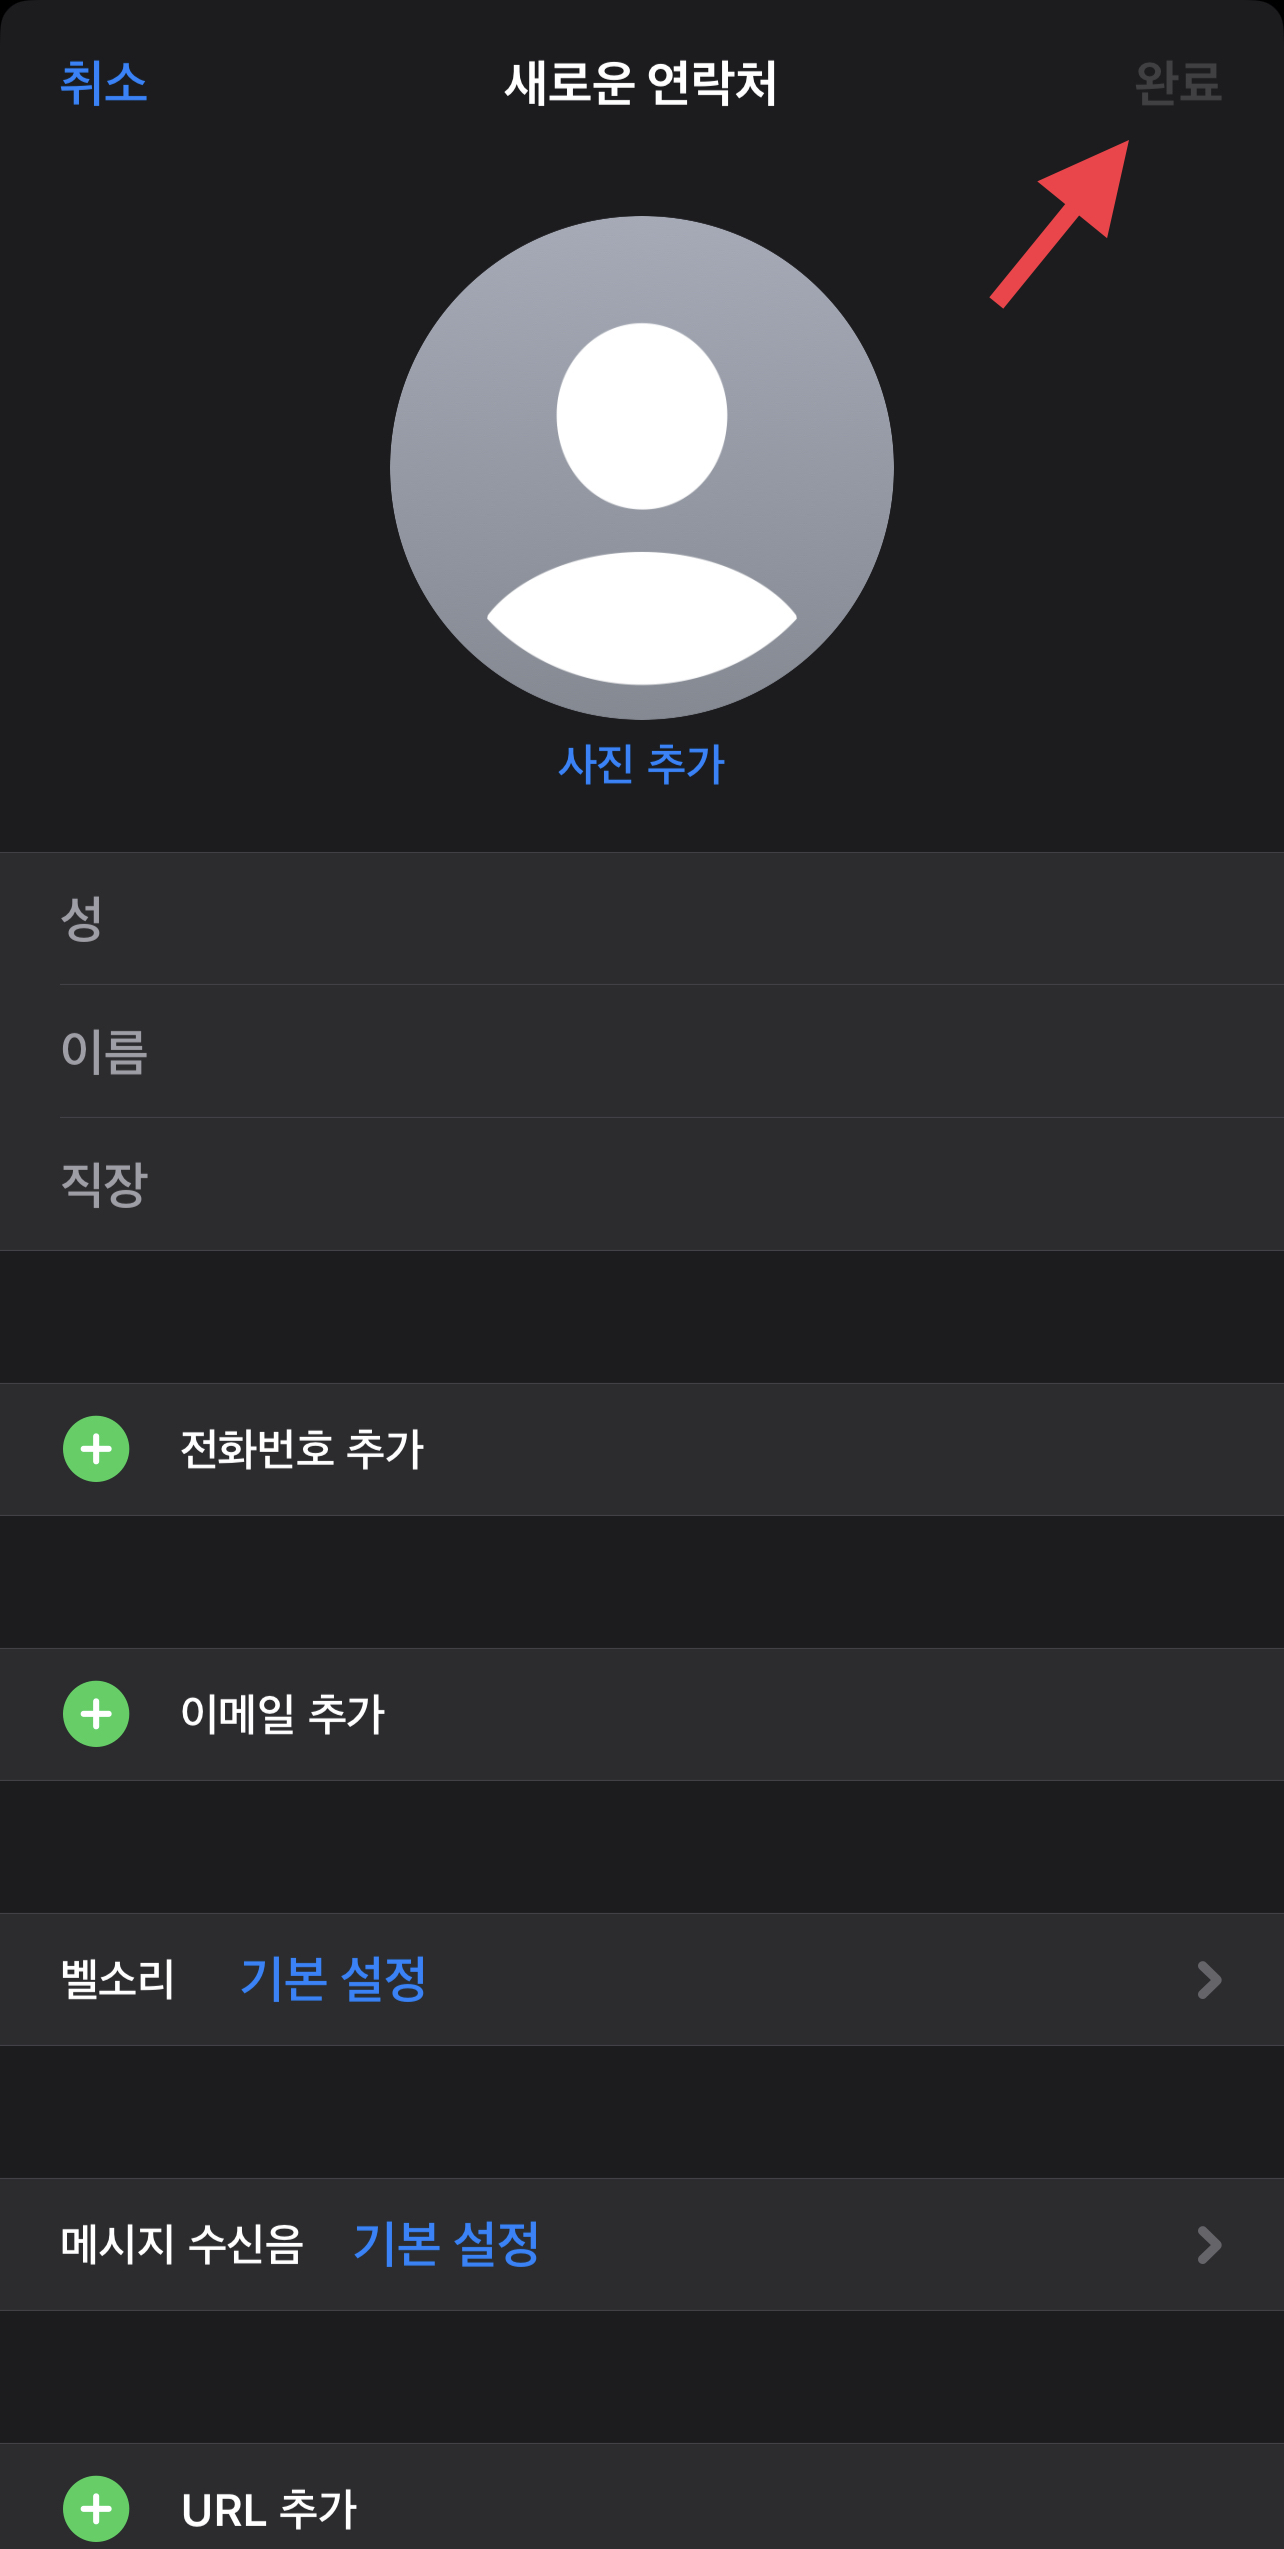 취소 새로운 연락처 완료
사진 추가
성
이름
직장
전화번호 추가
이메일 추가
벨소리 기본 설정
메시지 수신음 기본 설정
URL 추가